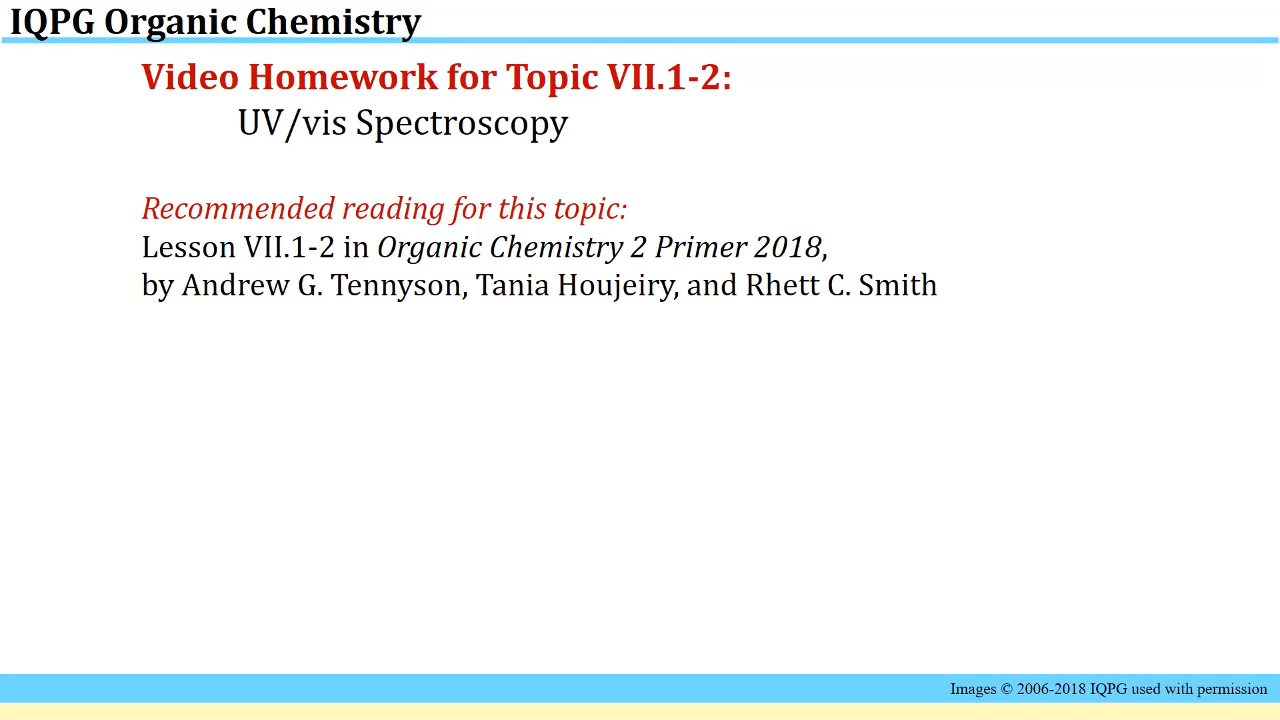 IQPG Organic Chemistry
Video Homework for Topic VII.1-2:
UV/vis Spectroscopy
Recommended reading for this topic:
Lesson VII.1-2 in Organic Chemistry 2 Primer 2018,
by Andrew G. Tennyson, Tania Houjeiry, and Rhett C. Smith
Images © 2006-2018 IQPG used with permission